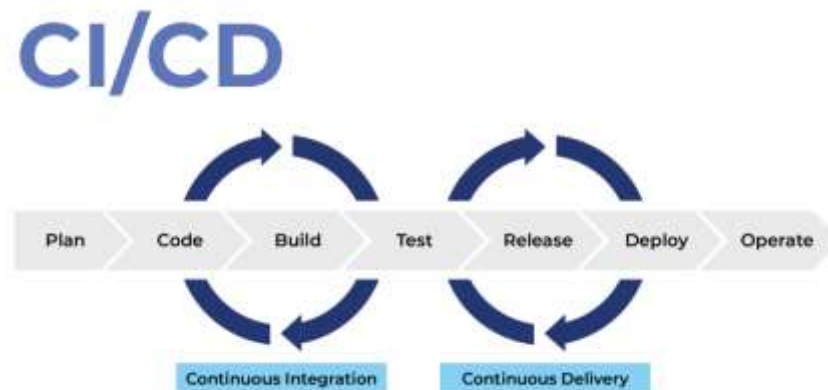 CI/CD
Plan Code Build Test Release Deploy Operate
Continuous Integration Continuous Delivery